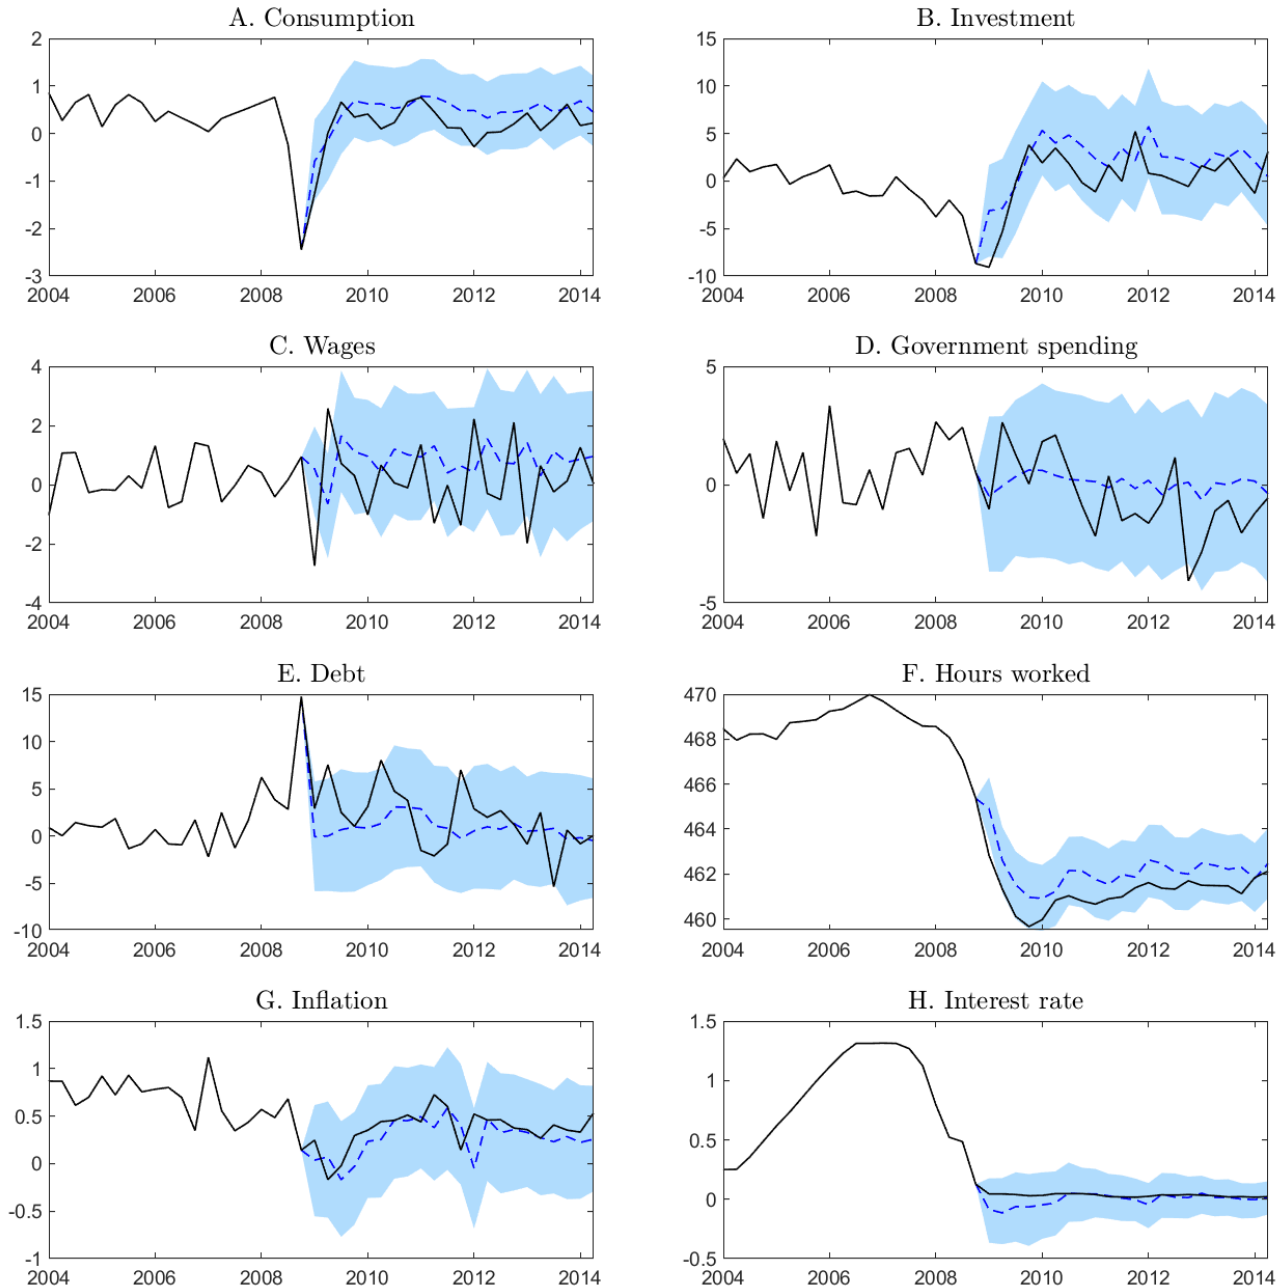 A. Consumption
2
1
0
-1
-2
-3
2004 2006 2008 2010 2012 2014
B. Investment
15
10
5
0
-5
-10
2004 2006 2008 2010 2012 2014
C. Wages
4
2
0
-2
-4
2004 2006 2008 2010 2012 2014
D. Government spending
5
0
-5
2004 2006 2008 2010 2012 2014
E. Debt
15
10
5
0
-5
-10
2004 2006 2008 2010 2012 2014
F. Hours worked
470
468
466
464
462
460
2004 2006 2008 2010 2012 2014
G. Inflation
1.5
1
0.5
0
-0.5
-1
2004 2006 2008 2010 2012 2014
H. Interest rate
1.5
1
0.5
0
-0.5
2004 2006 2008 2010 2012 2014